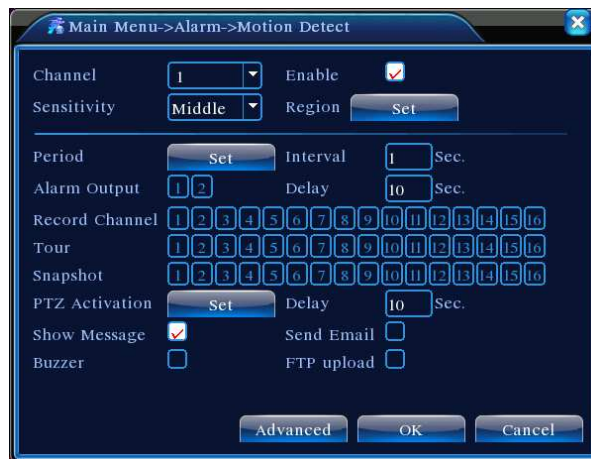 Main Menu->Alarm->Motion Detect
Channel 1 Enable
Sensitivity Middle Region Set
Period Set Interval 1 Sec.
Alarm Output 1 2 Delay 10 Sec.
Record Channel 1 2 3 4 5 6 7 8 9 10 11 12 13 14 15 16
Tour 1 2 3 4 5 6 7 8 9 10 11 12 13 14 15 16
Snapshot 1 2 3 4 5 6 7 8 9 10 11 12 13 14 15 16
PTZ Activation Set Delay 10 Sec.
Show Message Send Email
Buzzer FTP upload
Advanced OK Cancel